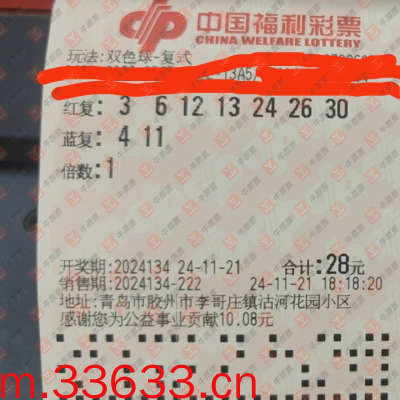 中国福利彩票
CHINA WELFARE LOTTERY
玩法: 双色球-复式
13A5
红复: 3 6 12 13 24 26 30
蓝复: 4 11
倍数: 1
开奖期: 2024134 24-11-21 合计: 28元
销售期: 2024134-222 24-11-21 18:18:20
地址: 青岛市胶州市李哥庄镇沽河花园小区
感谢您为公益事业贡献10.08元
m.33633.cn